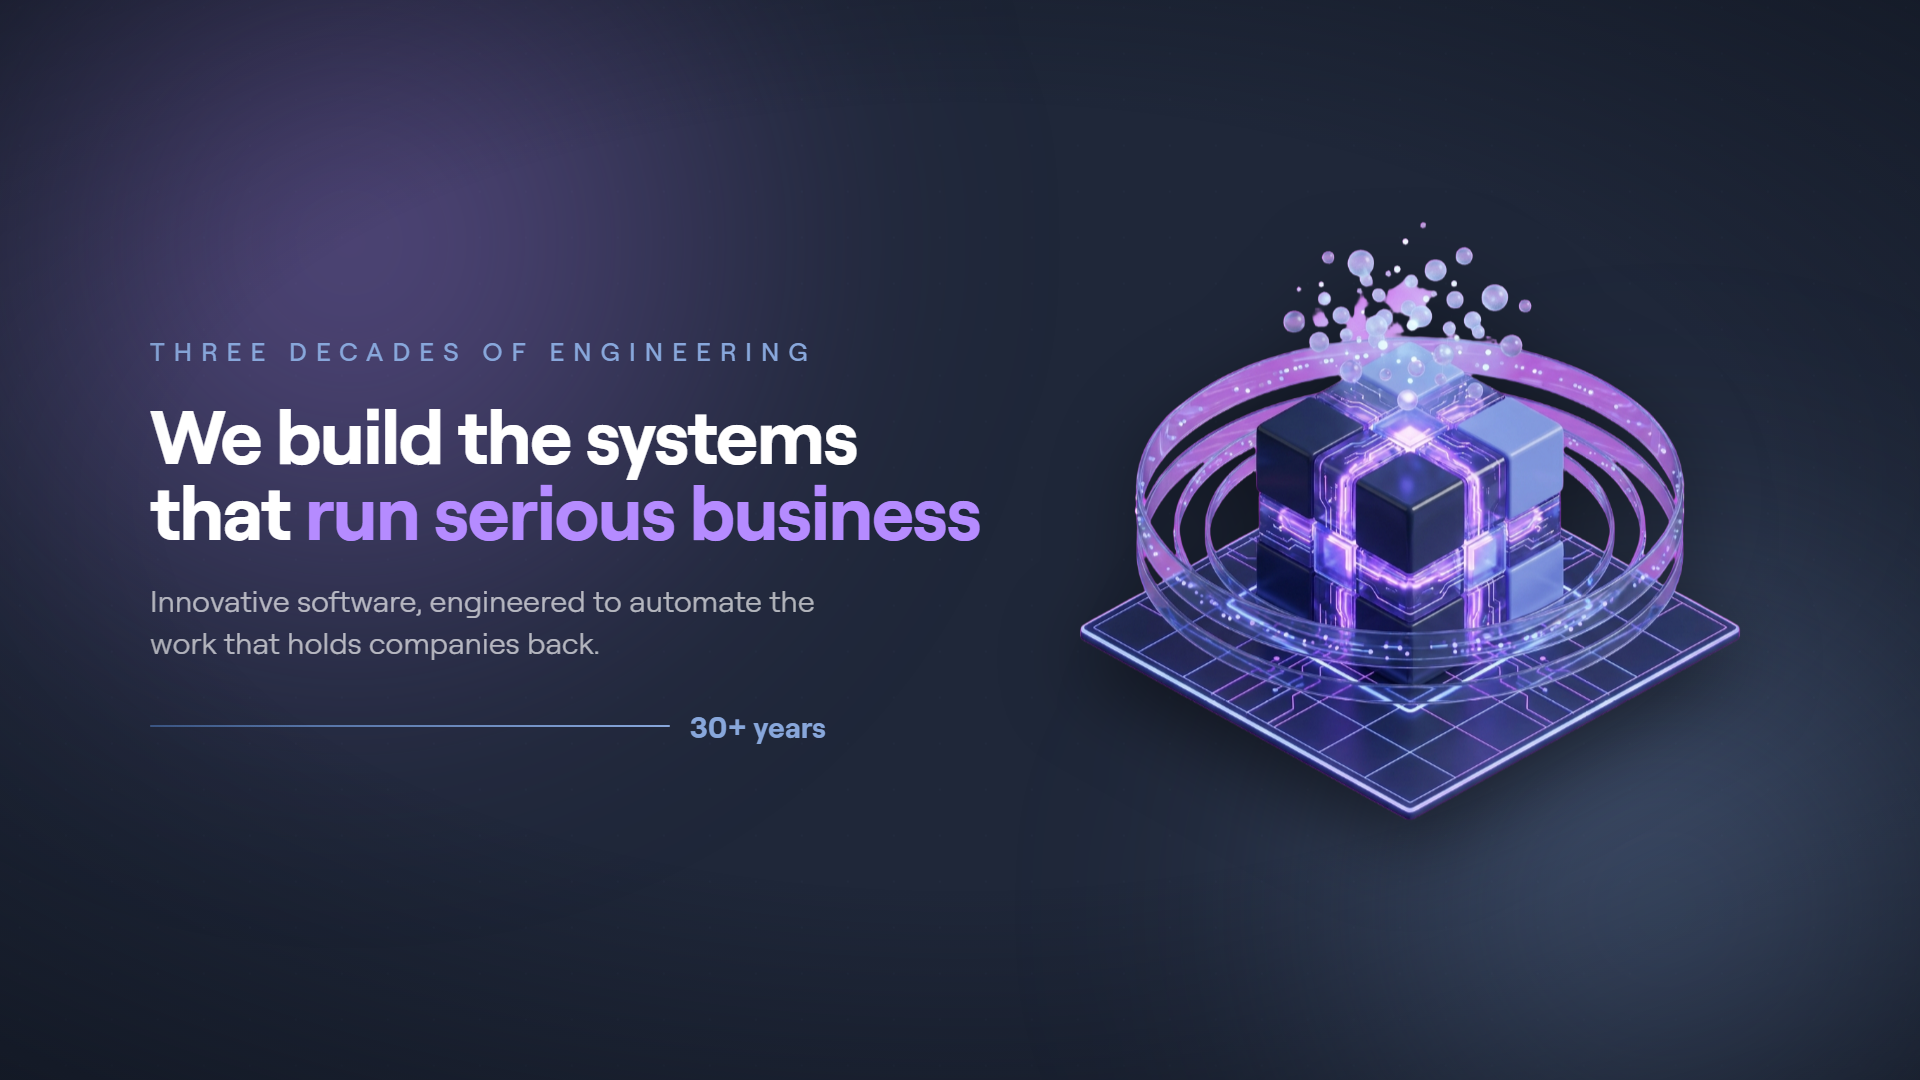 THREE DECADES OF ENGINEERING
We build the systems
that run serious business
Innovative software, engineered to automate the
work that holds companies back.
30+ years